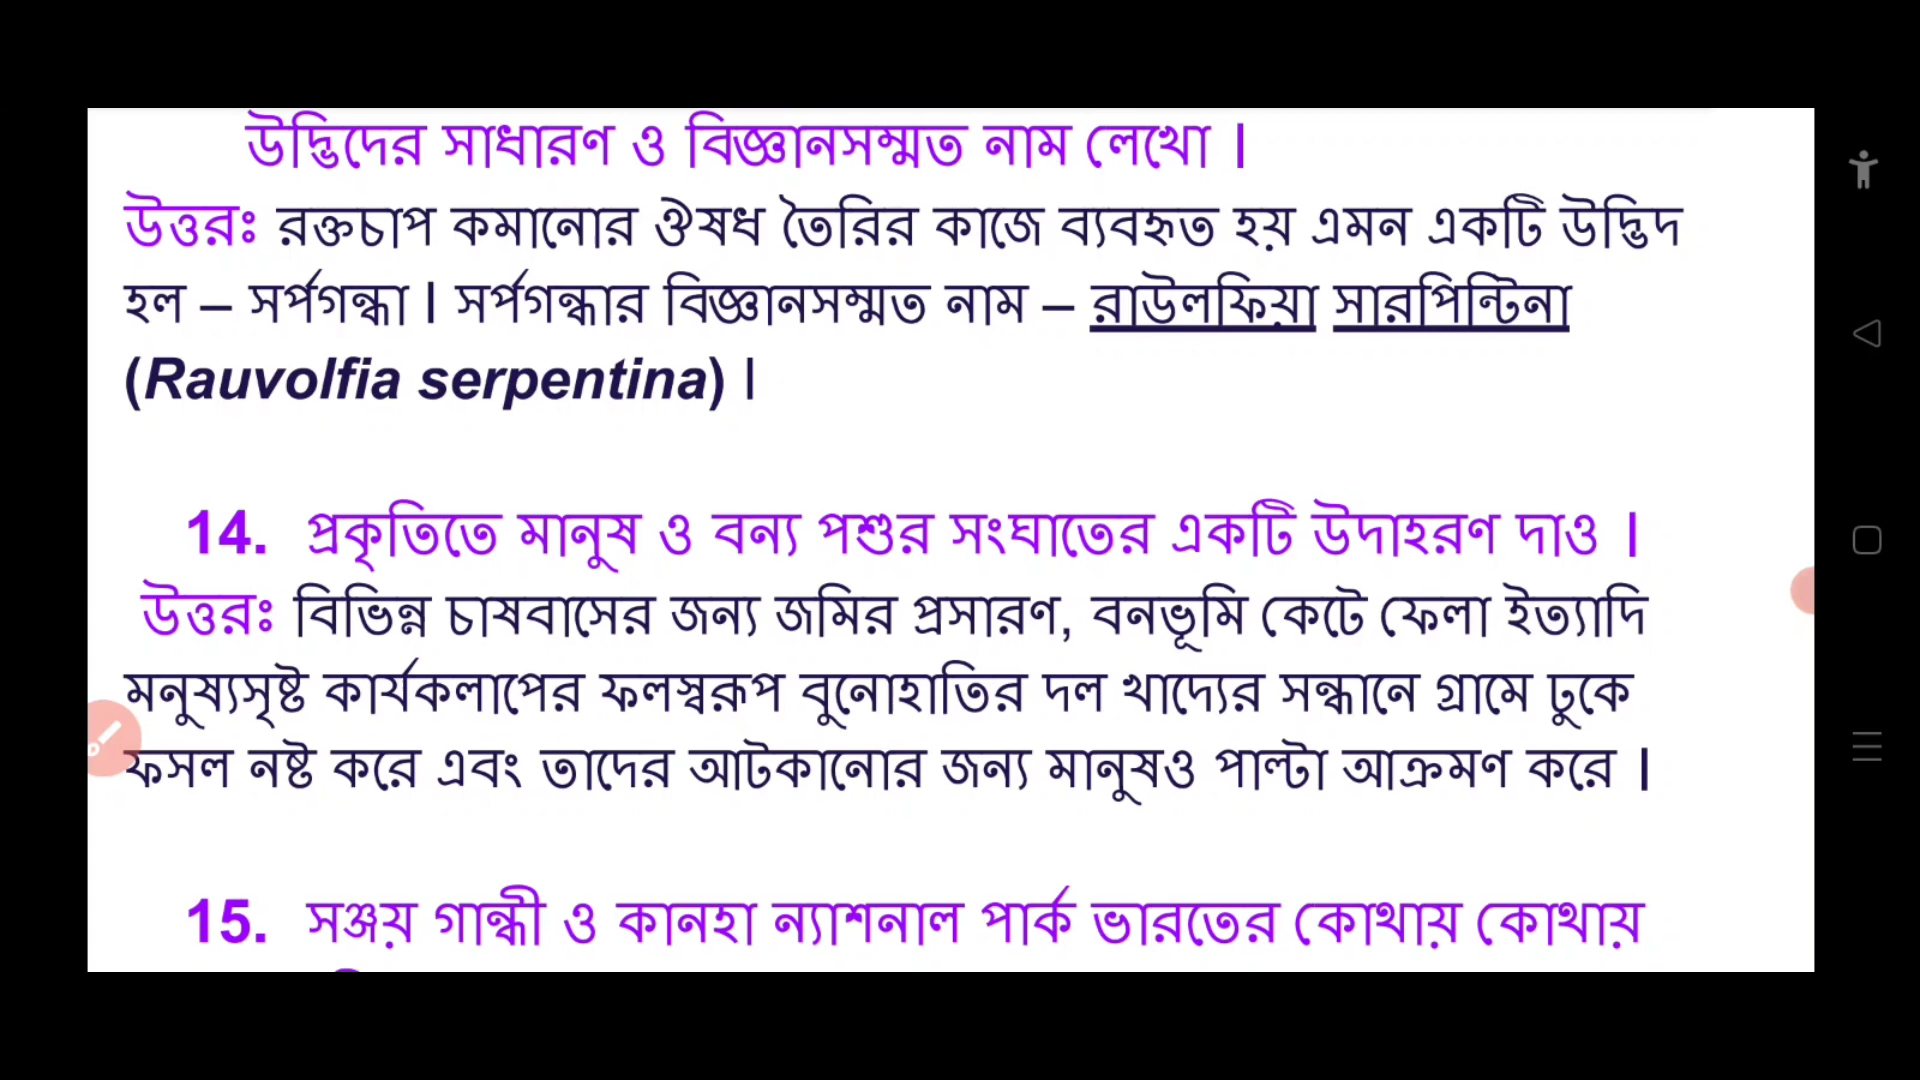 উদ্ভিদের সাধারণ ও বিজ্ঞানসম্মত নাম লেখো ।
উত্তরঃ রক্তচাপ কমানোর ঔষধ তৈরির কাজে ব্যবহৃত হয় এমন একটি উদ্ভিদ
হল – সর্পগন্ধা । সর্পগন্ধার বিজ্ঞানসম্মত নাম – রাউলফিয়া সারপিন্টিনা
(Rauvolfia serpentina) ।
14. প্রকৃতিতে মানুষ ও বন্য পশুর সংঘাতের একটি উদাহরণ দাও ।
উত্তরঃ বিভিন্ন চাষবাসের জন্য জমির প্রসারণ, বনভূমি কেটে ফেলা ইত্যাদি
মনুষ্যসৃষ্ট কার্যকলাপের ফলস্বরূপ বুনোহাতির দল খাদ্যের সন্ধানে গ্রামে ঢুকে
ফসল নষ্ট করে এবং তাদের আটকানোর জন্য মানুষও পাল্টা আক্রমণ করে ।
15. সঞ্জয় গান্ধী ও কানহা ন্যাশনাল পার্ক ভারতের কোথায় কোথায়